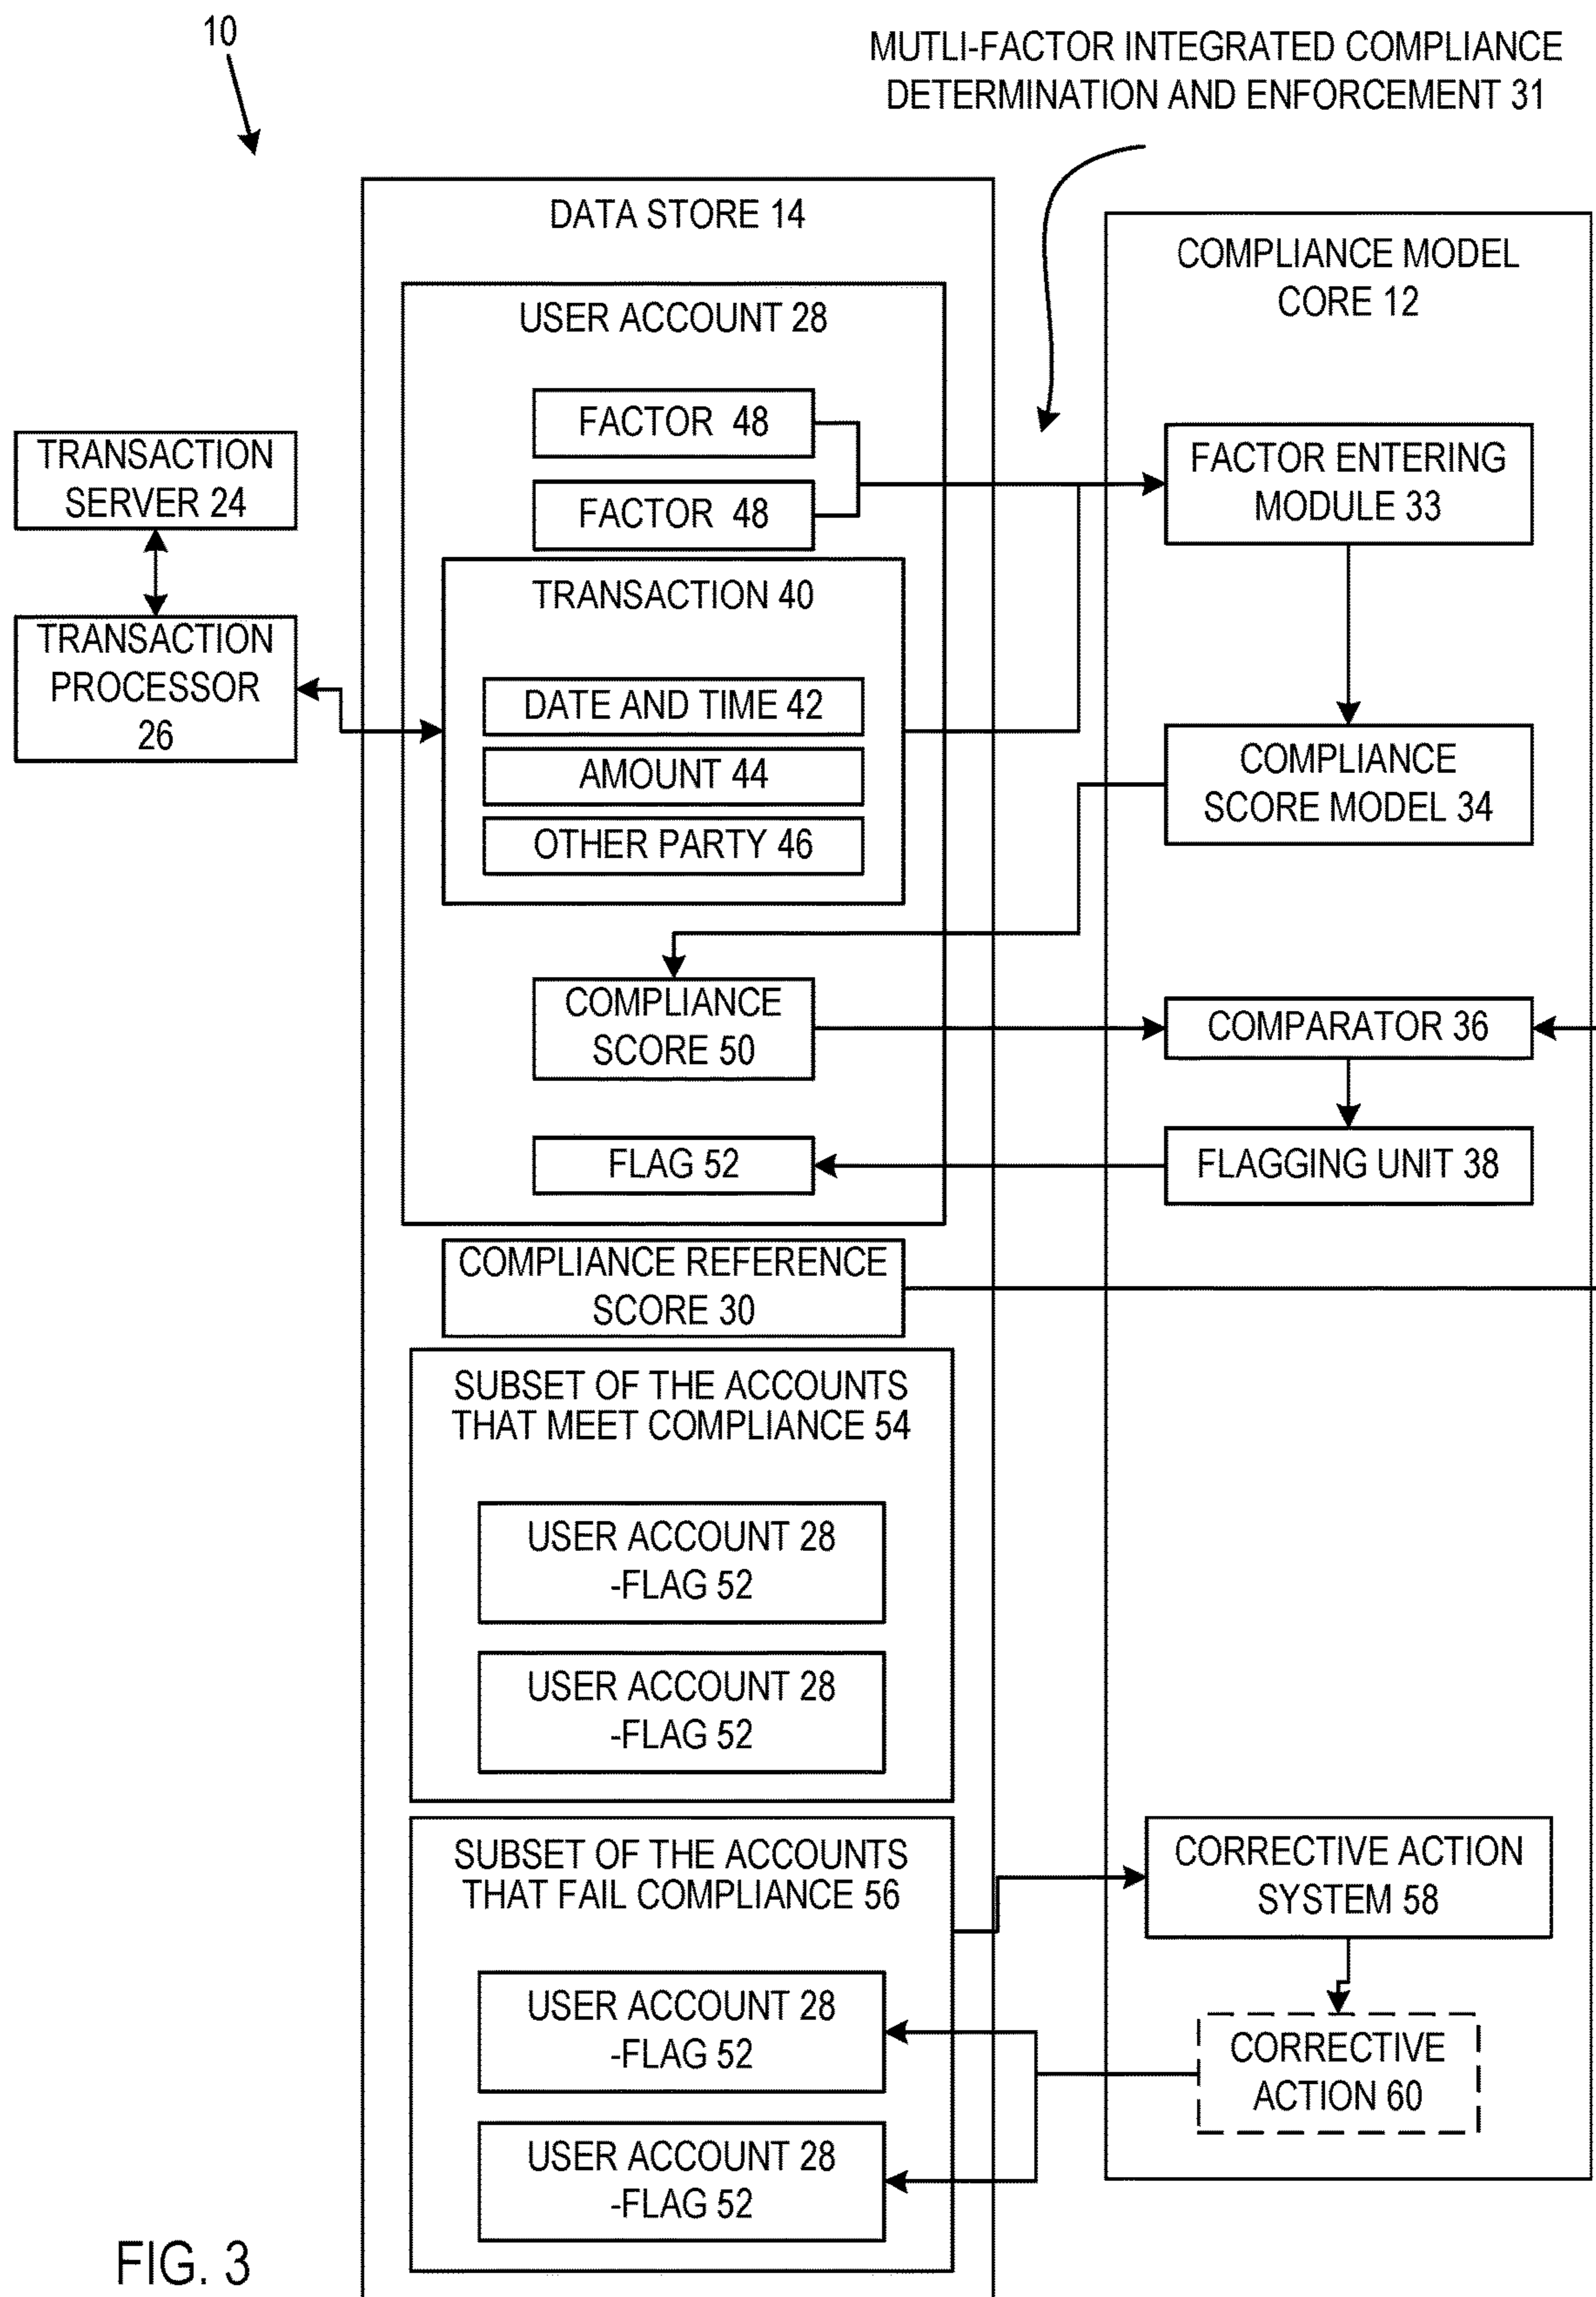 10
MUTLI-FACTOR INTEGRATED COMPLIANCE
DETERMINATION AND ENFORCEMENT 31
DATA STORE 14
USER ACCOUNT 28
FACTOR 48
FACTOR 48
TRANSACTION 40
DATE AND TIME 42
AMOUNT 44
OTHER PARTY 46
COMPLIANCE
SCORE 50
FLAG 52
COMPLIANCE REFERENCE
SCORE 30
SUBSET OF THE ACCOUNTS
THAT MEET COMPLIANCE 54
USER ACCOUNT 28
-FLAG 52
USER ACCOUNT 28
-FLAG 52
SUBSET OF THE ACCOUNTS
THAT FAIL COMPLIANCE 56
USER ACCOUNT 28
-FLAG 52
USER ACCOUNT 28
-FLAG 52
TRANSACTION
SERVER 24
TRANSACTION
PROCESSOR
26
COMPLIANCE MODEL
CORE 12
FACTOR ENTERING
MODULE 33
COMPLIANCE
SCORE MODEL 34
COMPARATOR 36
FLAGGING UNIT 38
CORRECTIVE ACTION
SYSTEM 58
CORRECTIVE
ACTION 60
FIG. 3